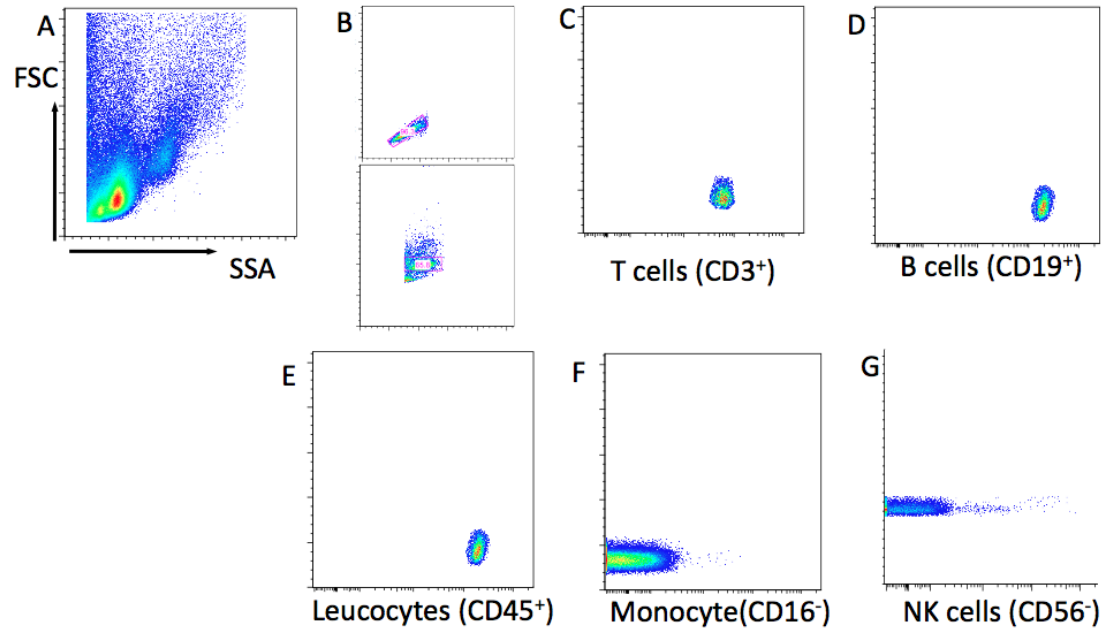 A
B
C
D
FSC
SSA
T cells (CD3⁺)
B cells (CD19⁺)
E
F
G
Leucocytes (CD45⁺)
Monocyte(CD16⁻)
NK cells (CD56⁻)